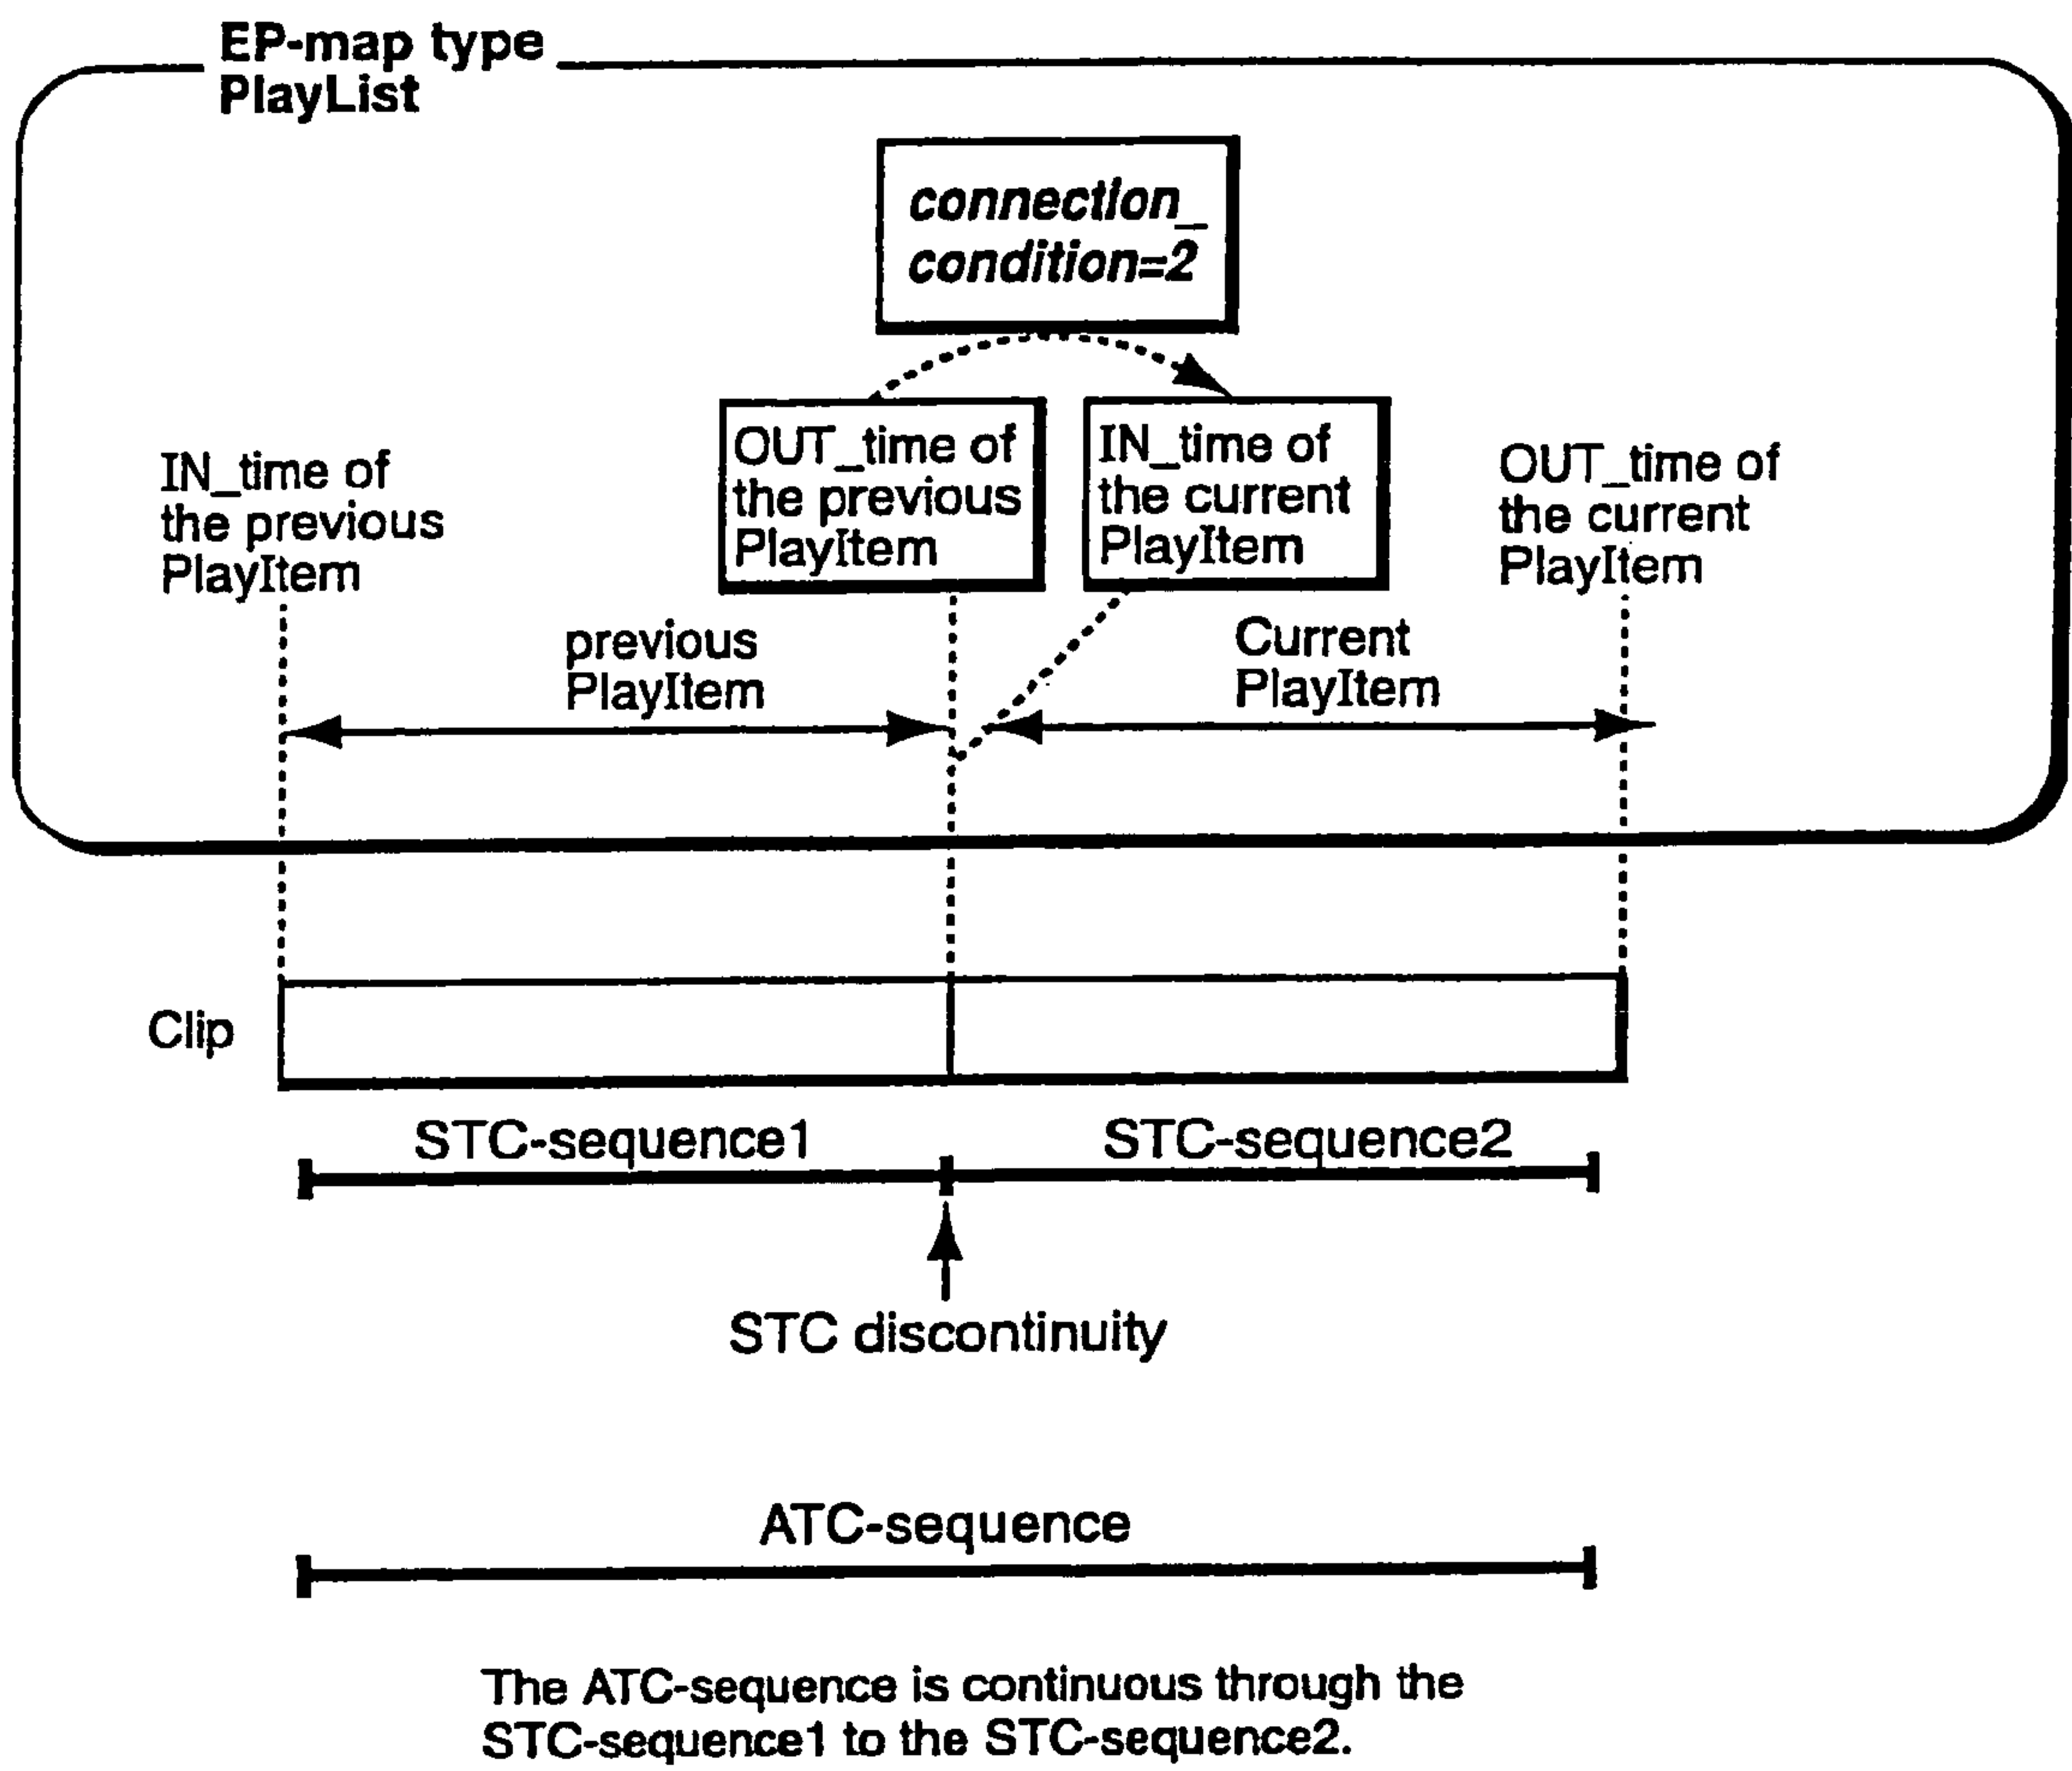 EP-map type
PlayList
connection_
condition=2
IN_time of
the previous
PlayItem
OUT_time of
the previous
PlayItem
IN_time of
the current
PlayItem
OUT_time of
the current
PlayItem
previous
PlayItem
Current
PlayItem
Clip
STC-sequence1
STC-sequence2
STC discontinuity
ATC-sequence
The ATC-sequence is continuous through the
STC-sequence1 to the STC-sequence2.